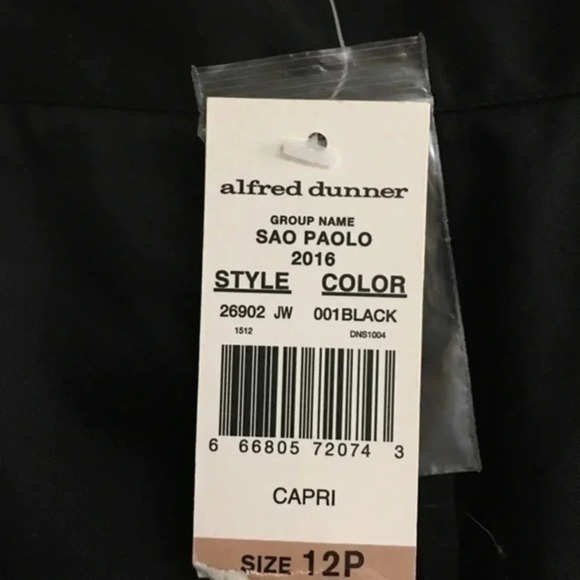 alfred dunner
GROUP NAME
SAO PAOLO
2016
STYLE COLOR
26902 JW 001BLACK
1512 DNS1004
6 66805 72074 3
CAPRI
SIZE 12P